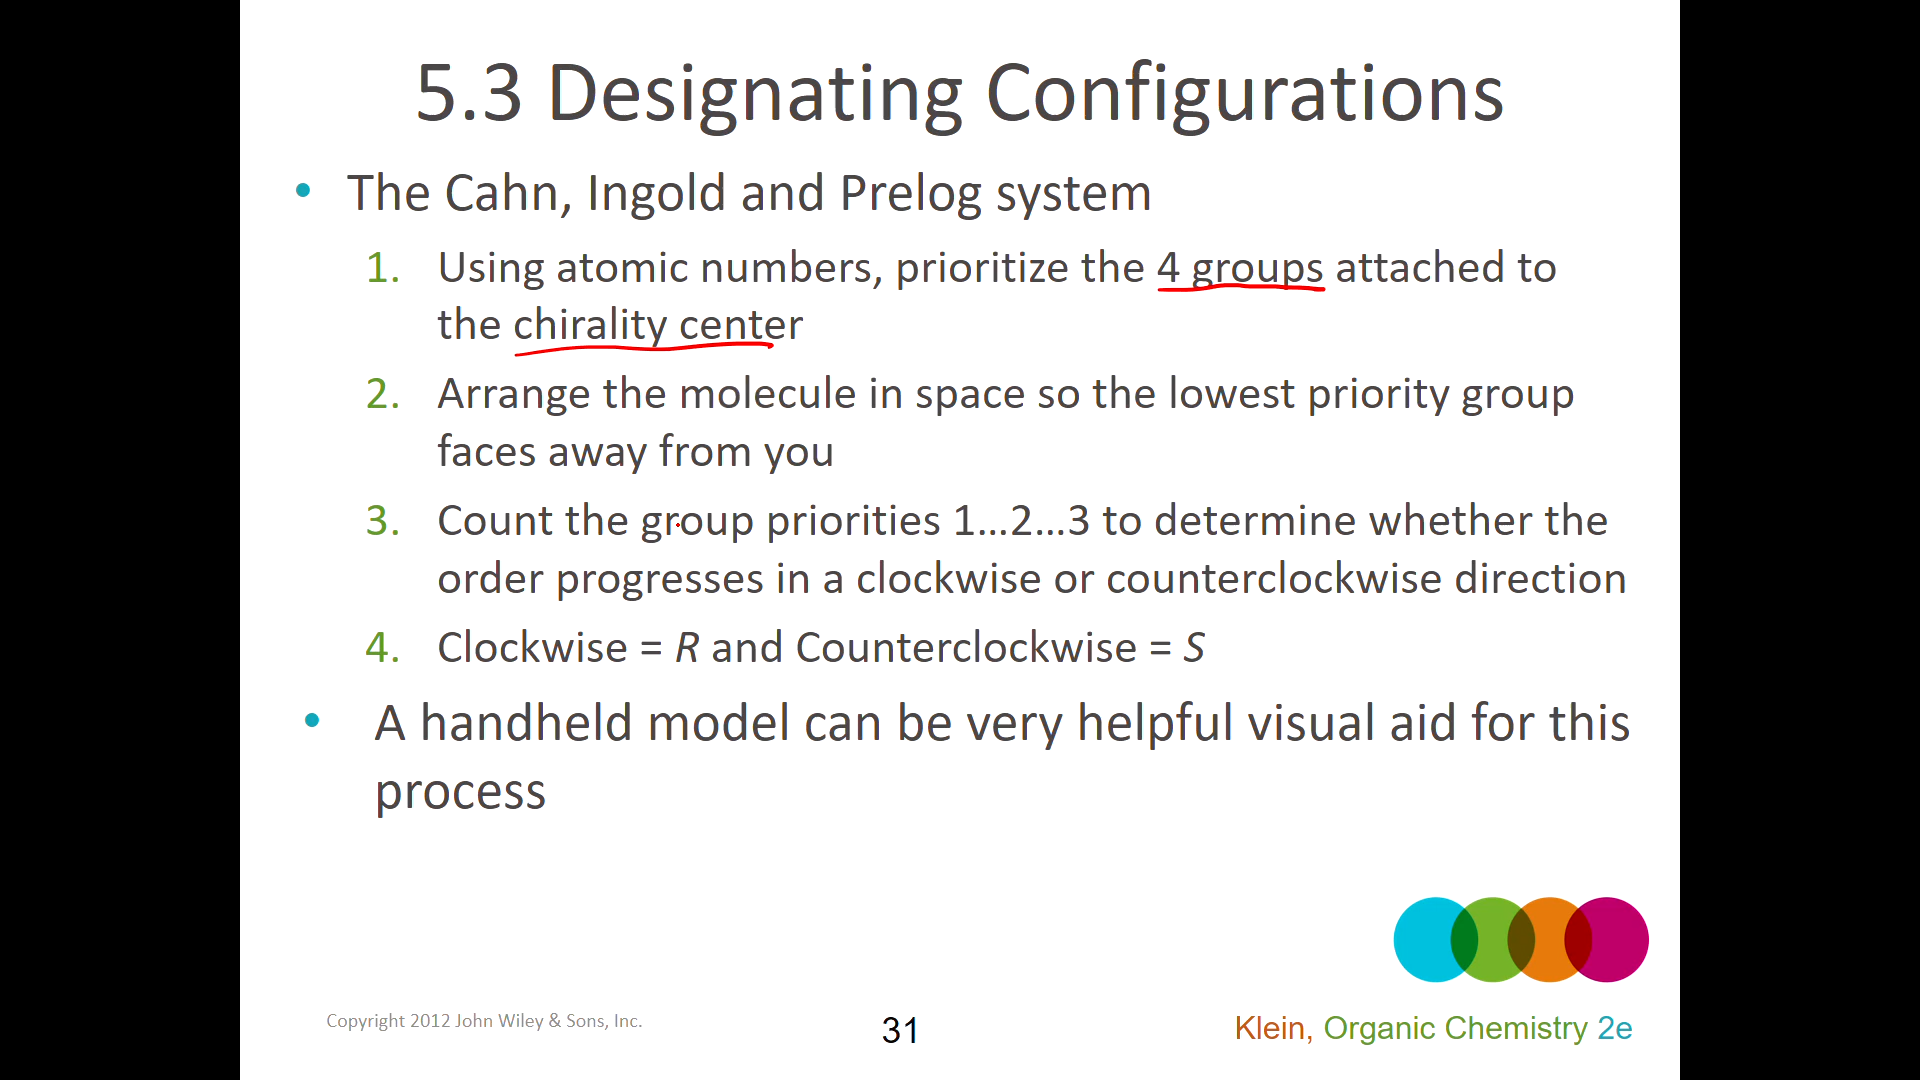 5.3 Designating Configurations
• The Cahn, Ingold and Prelog system
1. Using atomic numbers, prioritize the 4 groups attached to
the chirality center
2. Arrange the molecule in space so the lowest priority group
faces away from you
3. Count the group priorities 1...2...3 to determine whether the
order progresses in a clockwise or counterclockwise direction
4. Clockwise = R and Counterclockwise = S
• A handheld model can be very helpful visual aid for this
process
Copyright 2012 John Wiley & Sons, Inc.
31
Klein, Organic Chemistry 2e